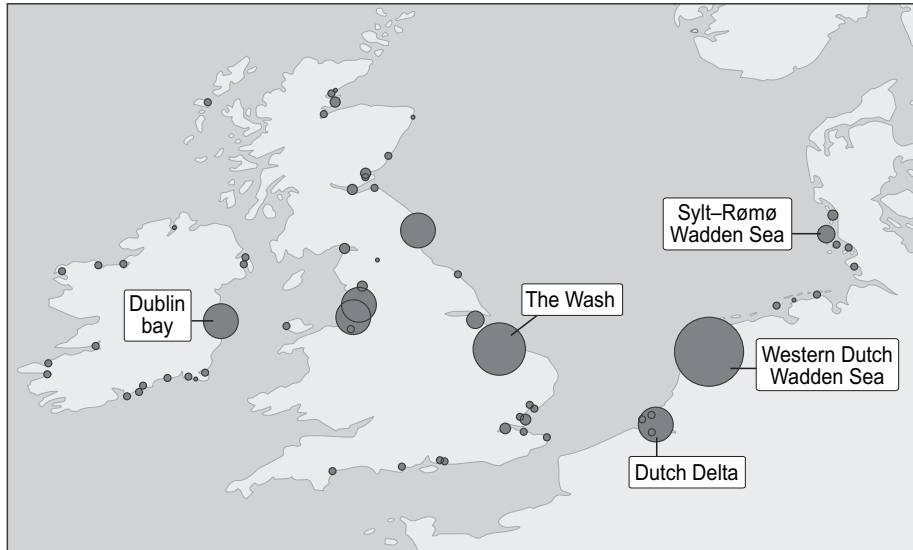 Sylt–Rømø
Wadden Sea
Dublin
bay
The Wash
Western Dutch
Wadden Sea
Dutch Delta